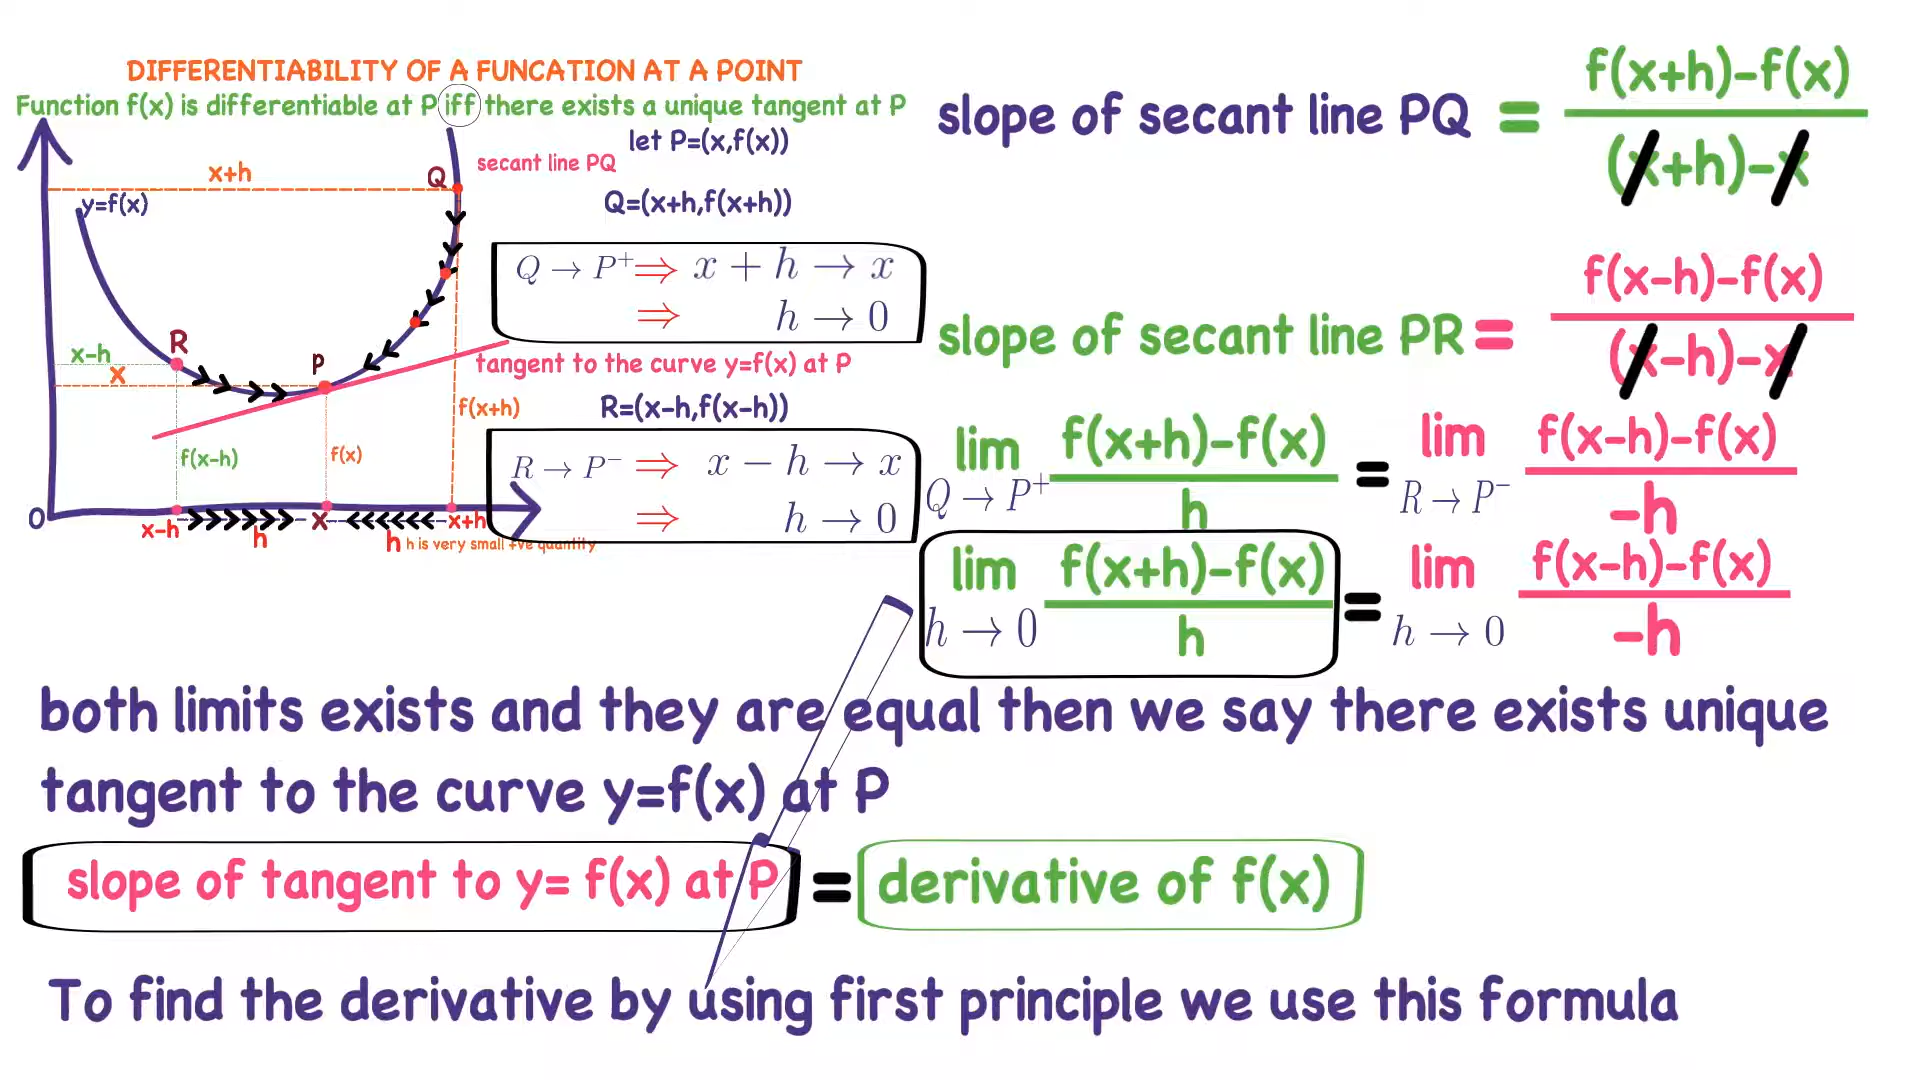 DIFFERENTIABILITY OF A FUNCATION AT A POINT
Function f(x) is differentiable at P iff there exists a unique tangent at P
let P=(x,f(x))
secant line PQ
x+h
Q
y=f(x)
Q=(x+h,f(x+h))
Q → P⁺ ⇒ x + h → x
⇒ h → 0
R
P
x-h
x
tangent to the curve y=f(x) at P
R=(x-h,f(x-h))
f(x+h)
f(x-h)
f(x)
R → P⁻ ⇒ x − h → x
⇒ h → 0
0
x-h
x
x+h
h
h
h is very small +ve quantity
slope of secant line PQ = f(x+h)-f(x)
(x+h)-x
slope of secant line PR = f(x-h)-f(x)
(x-h)-x
lim f(x+h)-f(x) = lim f(x-h)-f(x)
Q → P⁺ h R → P⁻ -h
lim f(x+h)-f(x) = lim f(x-h)-f(x)
h → 0 h h → 0 -h
both limits exists and they are equal then we say there exists unique
tangent to the curve y=f(x) at P
slope of tangent to y= f(x) at P = derivative of f(x)
To find the derivative by using first principle we use this formula